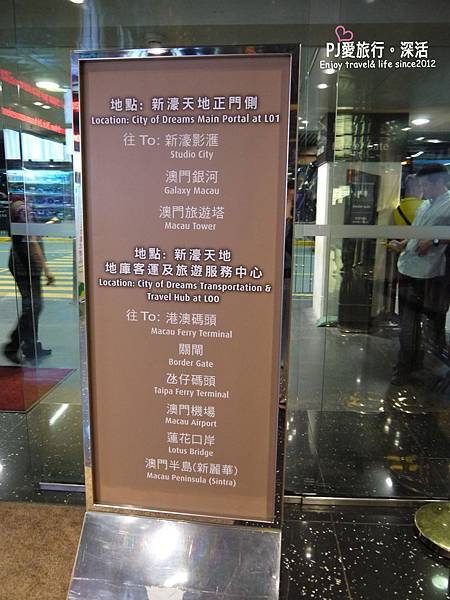 PJ愛旅行。深活
Enjoy travel& life since2012
地點: 新濠天地正門側
Location: City of Dreams Main Portal at L01
往 To: 新濠影滙
Studio City
澳門銀河
Galaxy Macau
澳門旅遊塔
Macau Tower
地點: 新濠天地
地庫客運及旅遊服務中心
Location: City of Dreams Transportation &
Travel Hub at L00
往 To: 港澳碼頭
Macau Ferry Terminal
關閘
Border Gate
氹仔碼頭
Taipa Ferry Terminal
澳門機場
Macau Airport
蓮花口岸
Lotus Bridge
澳門半島(新麗華)
Macau Peninsula (Sintra)